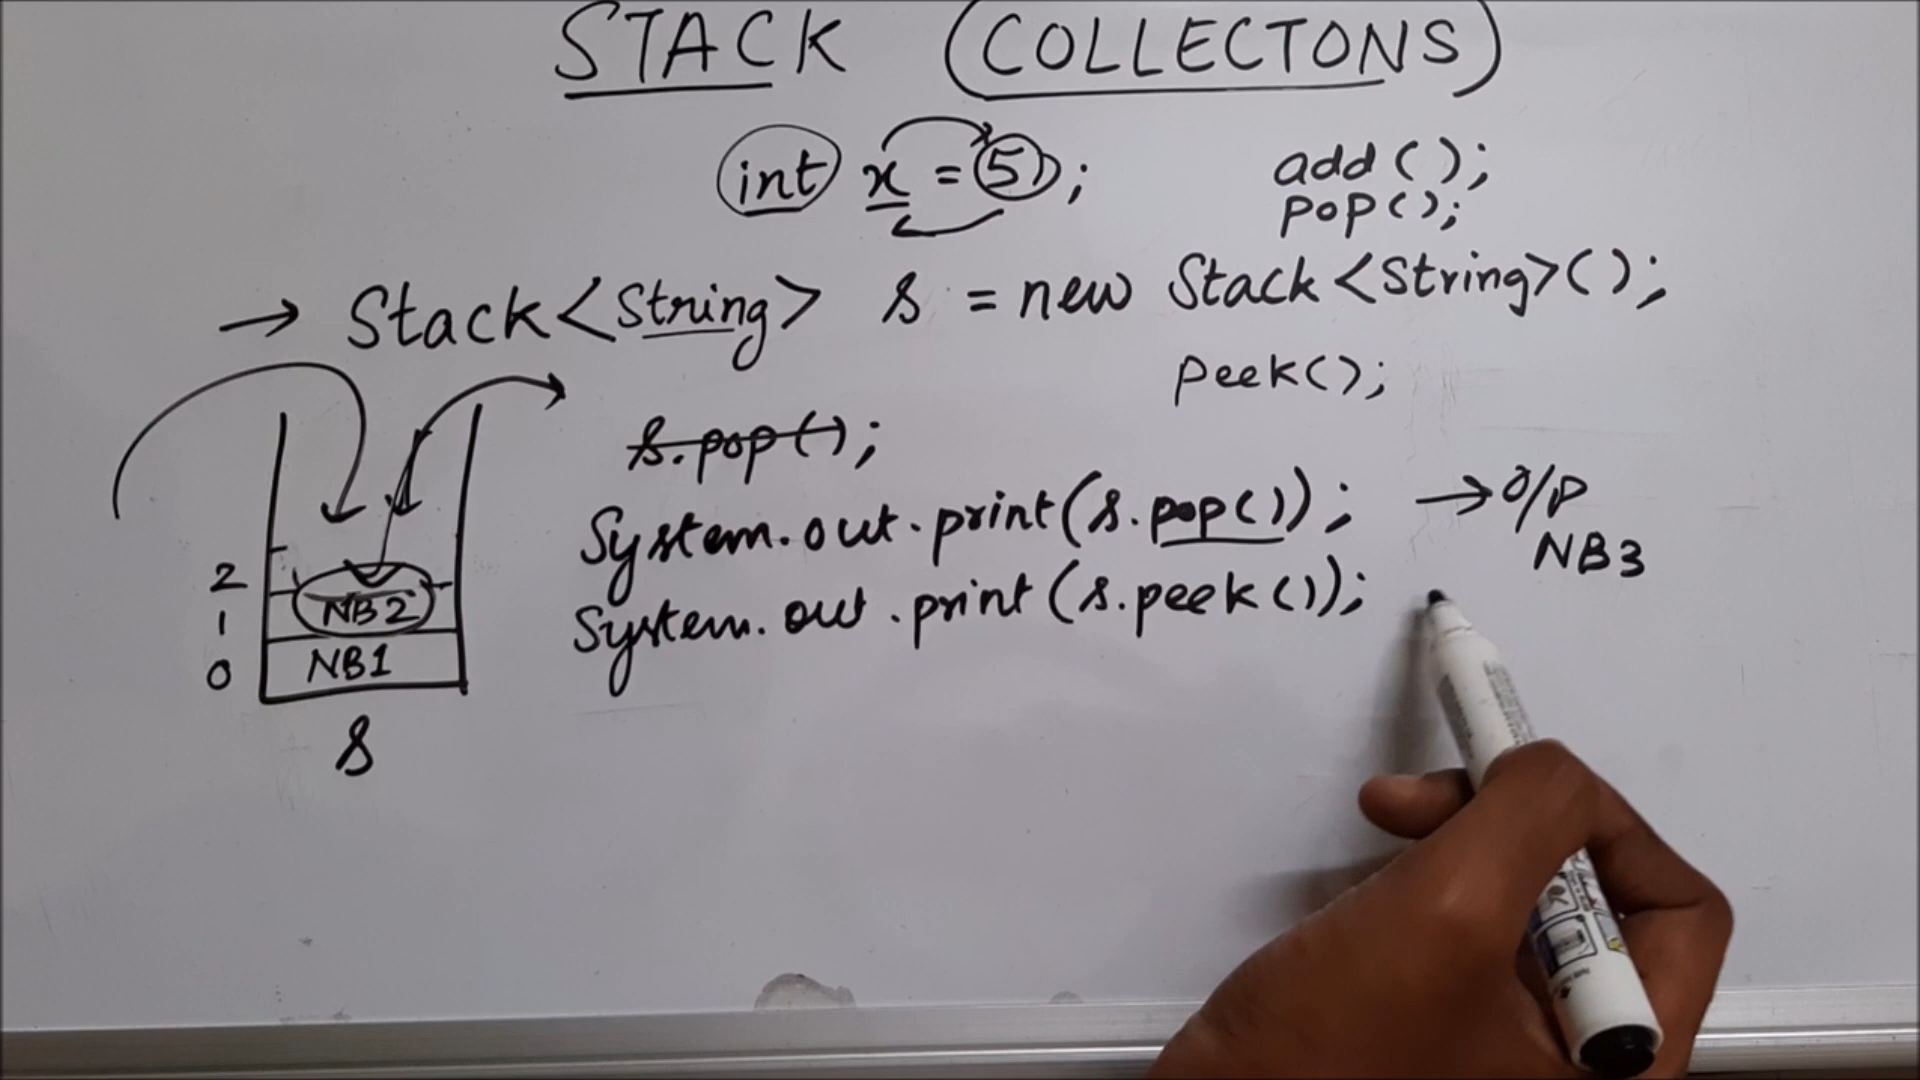 STACK (COLLECTONS)
int x = 5;
add();
pop();
→ Stack<String> s = new Stack<String>();
peek();
s.pop();
System.out.print(s.pop()); → O/P
NB3
System.out.print(s.peek());
2
1 NB2
0 NB1
s